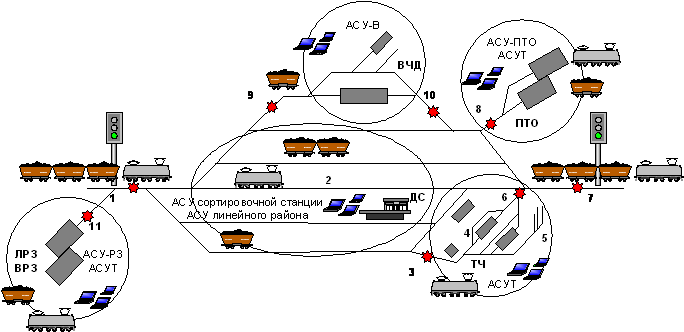 АСУ-В
ВЧД
АСУ-ПТО
АСУТ
ПТО
9
10
8
2
АСУ сортировочной станции
АСУ линейного района
ДС
1
11
ЛРЗ
ВРЗ
АСУ-РЗ
АСУТ
6
7
4
5
3
ТЧ
АСУТ